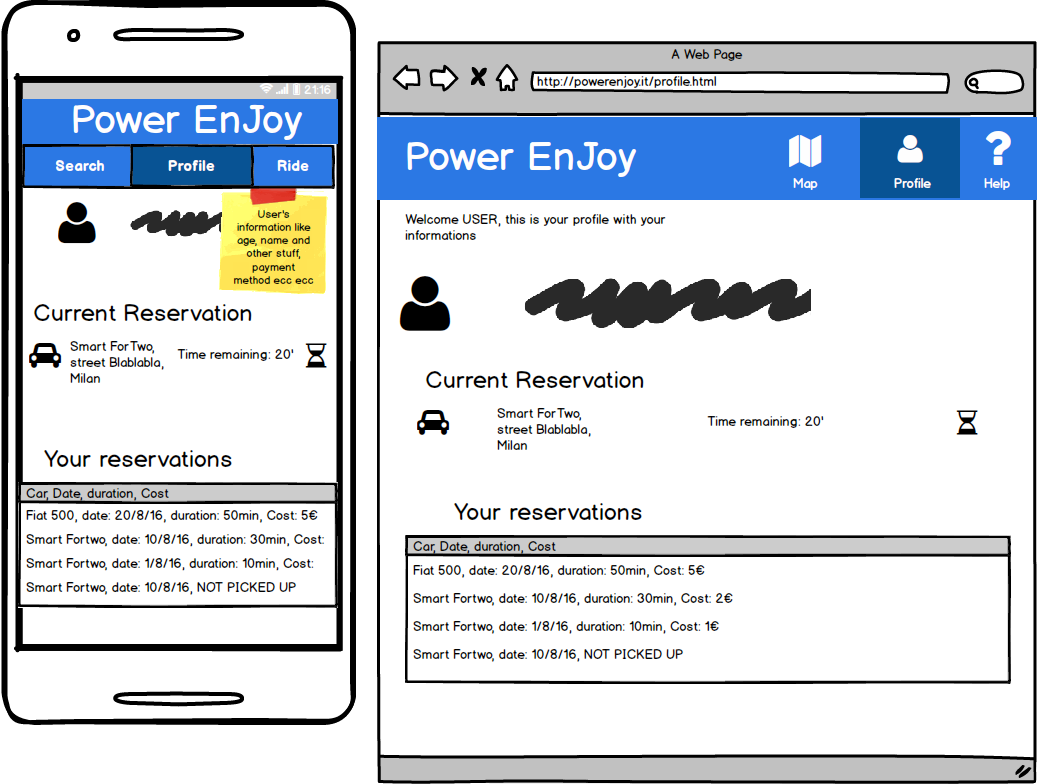 21:16
Power EnJoy
Search Profile Ride
User's
information like
age, name and
other stuff,
payment
method ecc ecc
Current Reservation
Smart ForTwo,
street Blablabla,
Milan
Time remaining: 20'
Your reservations
Car, Date, duration, Cost
Fiat 500, date: 20/8/16, duration: 50min, Cost: 5€
Smart Fortwo, date: 10/8/16, duration: 30min, Cost:
Smart Fortwo, date: 1/8/16, duration: 10min, Cost:
Smart Fortwo, date: 10/8/16, NOT PICKED UP
A Web Page
http://powerenjoy.it/profile.html
Power EnJoy
Map Profile Help
Welcome USER, this is your profile with your
informations
Current Reservation
Smart ForTwo,
street Blablabla,
Milan
Time remaining: 20'
Your reservations
Car, Date, duration, Cost
Fiat 500, date: 20/8/16, duration: 50min, Cost: 5€
Smart Fortwo, date: 10/8/16, duration: 30min, Cost: 2€
Smart Fortwo, date: 1/8/16, duration: 10min, Cost: 1€
Smart Fortwo, date: 10/8/16, NOT PICKED UP